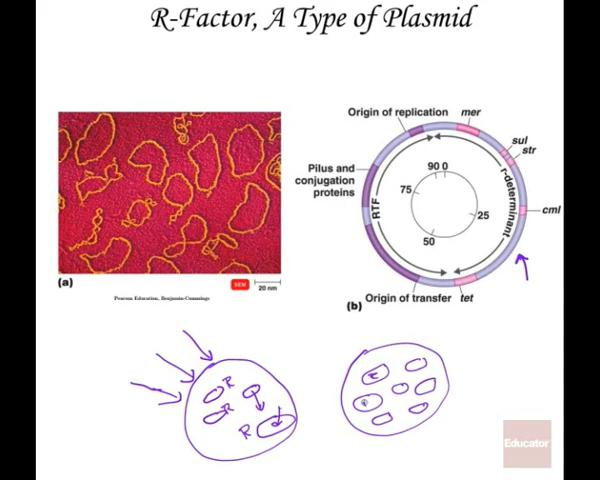 R-Factor, A Type of Plasmid
Origin of replication
mer
sul
str
Pilus and
conjugation
proteins
90 0
75
25
50
RTF
r-determinant
cml
Origin of transfer
tet
(a)
SEM
20 nm
(b)
Pearson Education, Benjamin-Cummings
R
R
R
R
R
Educator